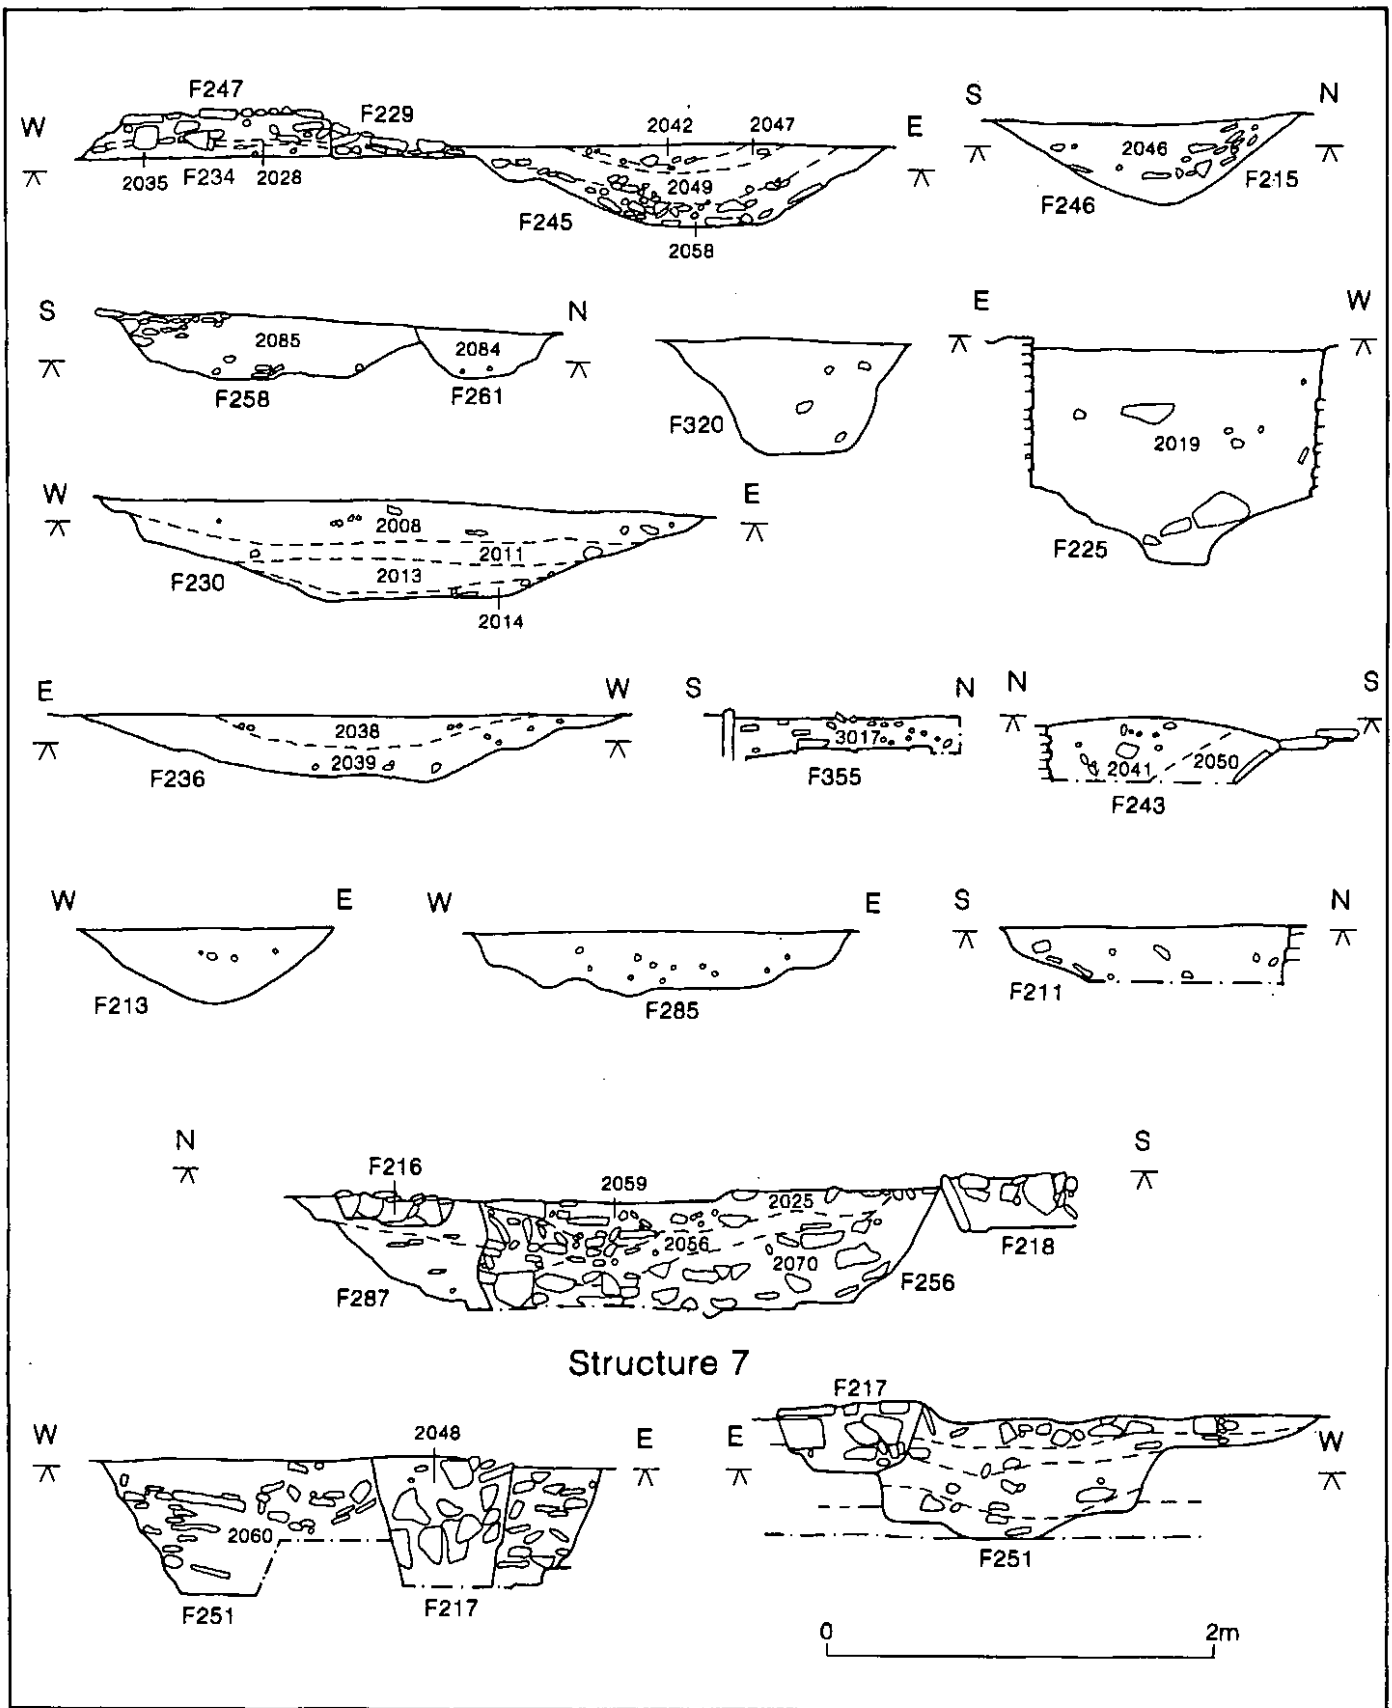 F247
F229
W
2042 2047
E
2035 F234 2028
2049
F245
2058
S N
2046
F246 F215
S N
2085 2084
F258 F261
F320
E W
2019
F225
W E
2008
2011
2013
F230
2014
E W
2038
2039
F236
S N
3017
F355
N S
2041 2050
F243
W E
F213
W E
F285
S N
F211
N S
F216
2059
2025
2056
2070
F287 F256 F218
Structure 7
W E
2048
2060
F251 F217
F217
E W
F251
0 2m